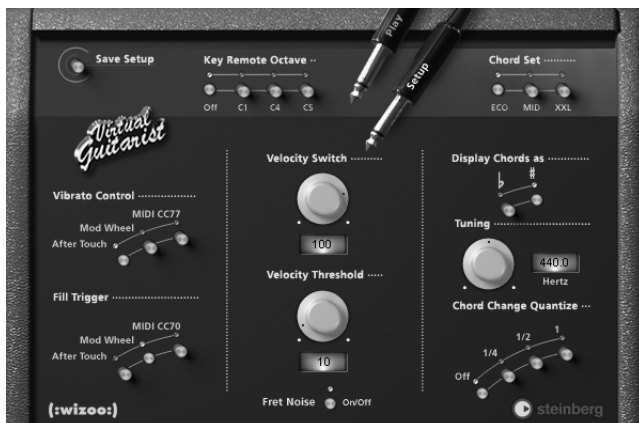 Play
Setup
Save Setup
Key Remote Octave
Off C1 C4 C5
Chord Set
ECO MID XXL
Virtual
Guitarist
Vibrato Control
MIDI CC77
Mod Wheel
After Touch
Fill Trigger
MIDI CC70
Mod Wheel
After Touch
(:wizoo:)
Velocity Switch
100
Velocity Threshold
10
Fret Noise On/Off
Display Chords as
♭ #
Tuning
440.0
Hertz
Chord Change Quantize
1
1/2
1/4
Off
steinberg